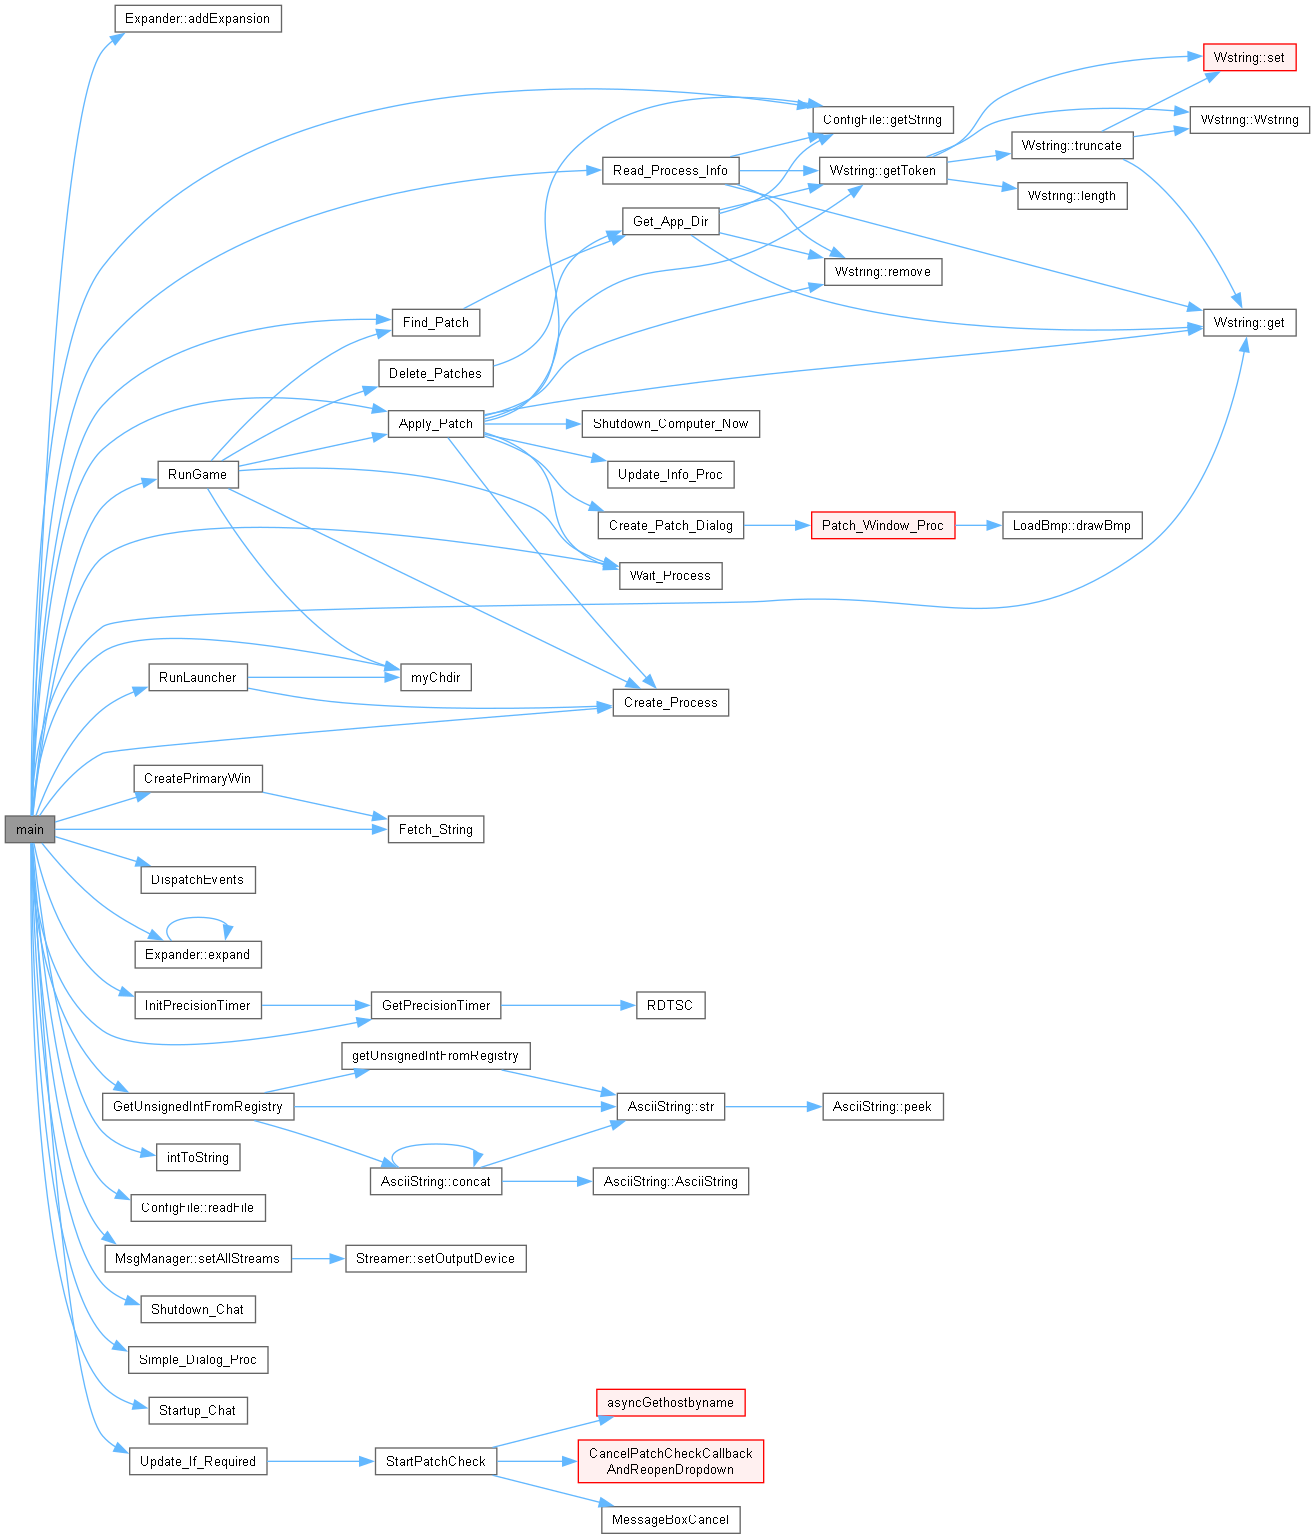 Expander::addExpansion
Wstring::set
ConfigFile::getString
Wstring::Wstring
Wstring::truncate
Read_Process_Info
Wstring::getToken
Wstring::length
Get_App_Dir
Wstring::remove
Find_Patch
Wstring::get
Delete_Patches
Apply_Patch
Shutdown_Computer_Now
RunGame
Update_Info_Proc
Create_Patch_Dialog
Patch_Window_Proc
LoadBmp::drawBmp
Wait_Process
RunLauncher
myChdir
Create_Process
CreatePrimaryWin
main
Fetch_String
DispatchEvents
Expander::expand
InitPrecisionTimer
GetPrecisionTimer
RDTSC
getUnsignedIntFromRegistry
GetUnsignedIntFromRegistry
AsciiString::str
AsciiString::peek
intToString
AsciiString::concat
AsciiString::AsciiString
ConfigFile::readFile
MsgManager::setAllStreams
Streamer::setOutputDevice
Shutdown_Chat
Simple_Dialog_Proc
asyncGethostbyname
Startup_Chat
Update_If_Required
StartPatchCheck
CancelPatchCheckCallback
AndReopenDropdown
MessageBoxCancel